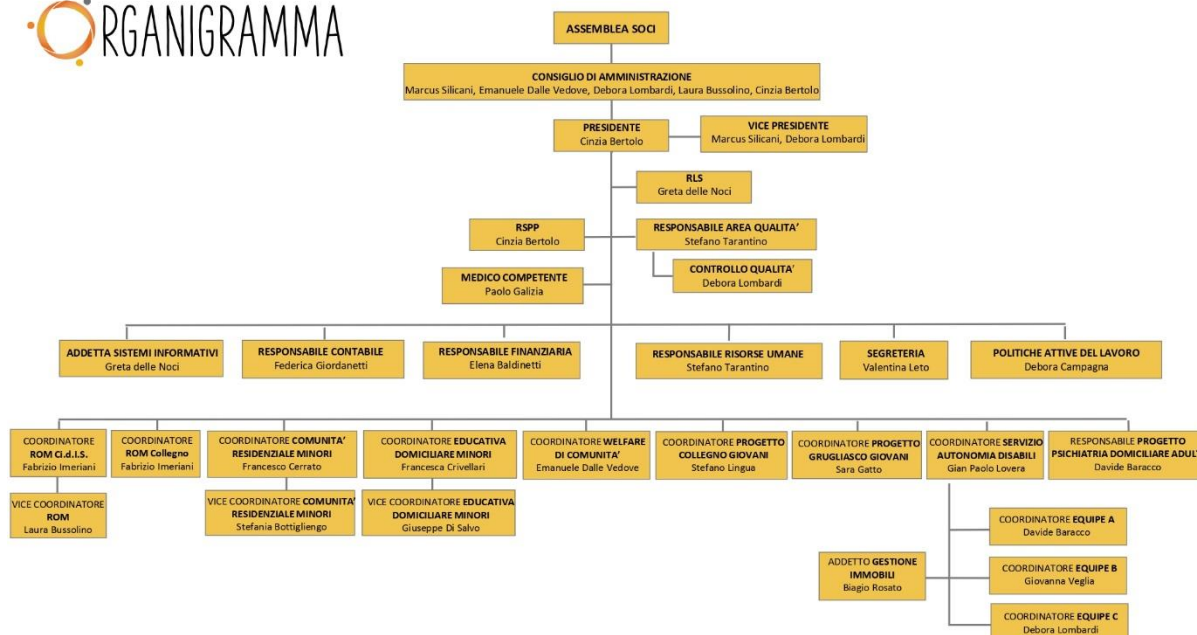 ORGANIGRAMMA
ASSEMBLEA SOCI
CONSIGLIO DI AMMINISTRAZIONE
Marcus Silicani, Emanuele Dalle Vedove, Debora Lombardi, Laura Bussolino, Cinzia Bertolo
PRESIDENTE
Cinzia Bertolo
VICE PRESIDENTE
Marcus Silicani, Debora Lombardi
RLS
Greta delle Noci
RSPP
Cinzia Bertolo
RESPONSABILE AREA QUALITA'
Stefano Tarantino
MEDICO COMPETENTE
Paolo Galizia
CONTROLLO QUALITA'
Debora Lombardi
ADDETTA SISTEMI INFORMATIVI
Greta delle Noci
RESPONSABILE CONTABILE
Federica Giordanetti
RESPONSABILE FINANZIARIA
Elena Baldinetti
RESPONSABILE RISORSE UMANE
Stefano Tarantino
SEGRETERIA
Valentina Leto
POLITICHE ATTIVE DEL LAVORO
Debora Campagna
COORDINATORE
ROM Ci.d.I.S.
Fabrizio Imeriani
COORDINATORE
ROM Collegno
Fabrizio Imeriani
COORDINATORE COMUNITA'
RESIDENZIALE MINORI
Francesco Cerrato
COORDINATORE EDUCATIVA
DOMICILIARE MINORI
Francesca Crivellari
COORDINATORE WELFARE
DI COMUNITA'
Emanuele Dalle Vedove
COORDINATORE PROGETTO
COLLEGNO GIOVANI
Stefano Lingua
COORDINATORE PROGETTO
GRUGLIASCO GIOVANI
Sara Gatto
COORDINATORE SERVIZIO
AUTONOMIA DISABILI
Gian Paolo Lovera
RESPONSABILE PROGETTO
PSICHIATRIA DOMICILIARE ADULT
Davide Baracco
VICE COORDINATORE
ROM
Laura Bussolino
VICE COORDINATORE COMUNITA'
RESIDENZIALE MINORI
Stefania Bottigliengo
VICE COORDINATORE EDUCATIVA
DOMICILIARE MINORI
Giuseppe Di Salvo
COORDINATORE EQUIPE A
Davide Baracco
ADDETTO GESTIONE
IMMOBILI
Biagio Rosato
COORDINATORE EQUIPE B
Giovanna Veglia
COORDINATORE EQUIPE C
Debora Lombardi